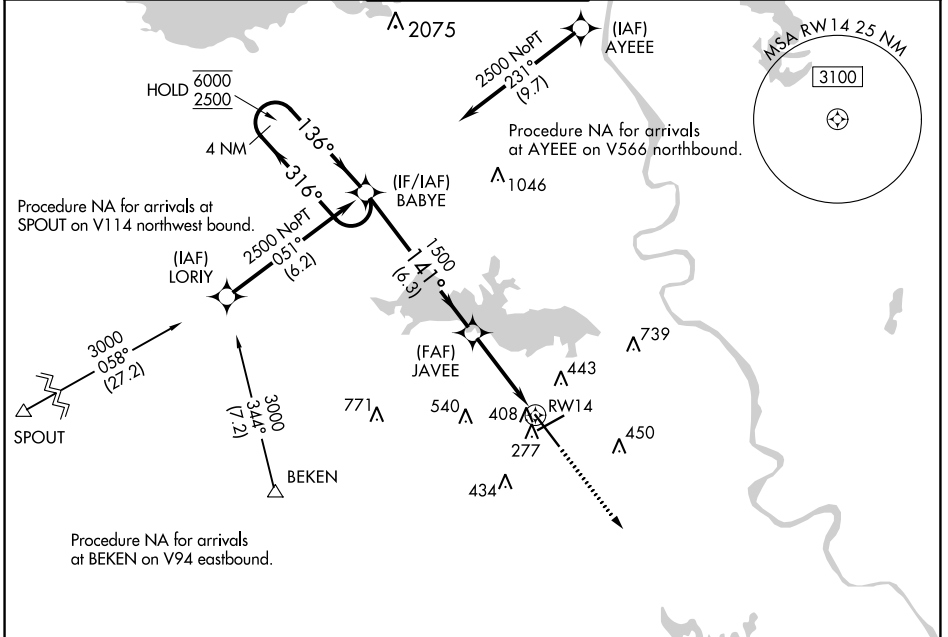 2075
(IAF)
AYEEE
2500 NoPT
231°
(9.7)
MSA RW14 25 NM
3100
HOLD
6000
2500
4 NM
136°
316°
Procedure NA for arrivals
at AYEEE on V566 northbound.
1046
(IF/IAF)
BABYE
Procedure NA for arrivals at
SPOUT on V114 northwest bound.
2500 NoPT
051°
(6.2)
(IAF)
LORIY
1500
141°
(6.3)
3000
058°
(27.2)
SPOUT
3000
344°
(7.2)
BEKEN
(FAF)
JAVEE
739
443
771
540
408
RW14
277
450
434
Procedure NA for arrivals
at BEKEN on V94 eastbound.